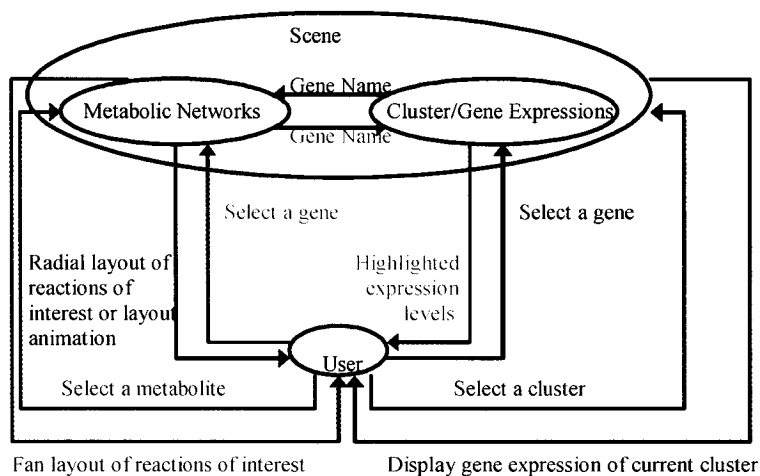 Scene
Gene Name
Metabolic Networks
Cluster/Gene Expressions
Gene Name
Select a gene
Select a gene
Radial layout of
reactions of
interest or layout
animation
Highlighted
expression
levels
User
Select a metabolite
Select a cluster
Fan layout of reactions of interest
Display gene expression of current cluster